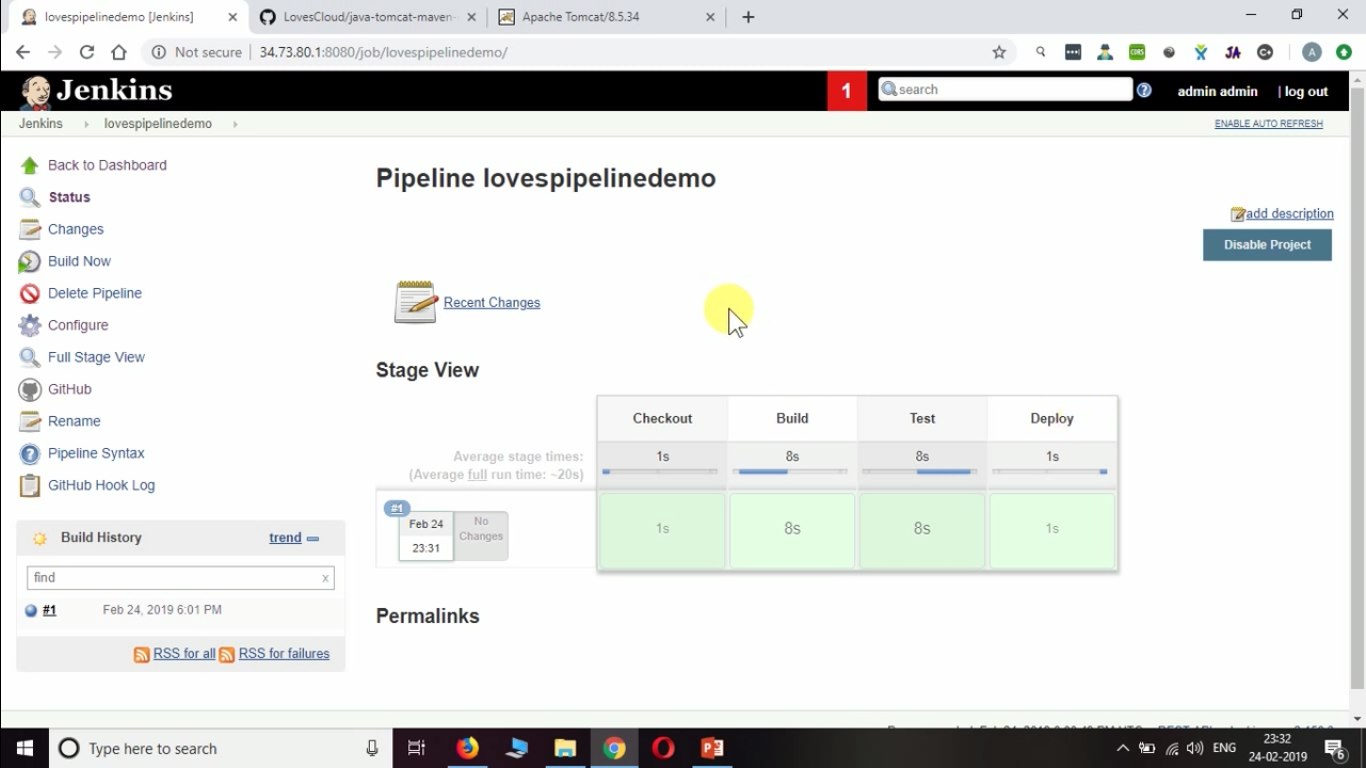 lovespipelinedemo [Jenkins]
LovesCloud/java-tomcat-maven-
Apache Tomcat/8.5.34
Not secure
34.73.80.1:8080/job/lovespipelinedemo/
Jenkins
1
search
admin admin
| log out
Jenkins
lovespipelinedemo
ENABLE AUTO REFRESH
Back to Dashboard
Status
Changes
Build Now
Delete Pipeline
Configure
Full Stage View
GitHub
Rename
Pipeline Syntax
GitHub Hook Log
Build History
trend
find
x
#1
Feb 24, 2019 6:01 PM
RSS for all
RSS for failures
Pipeline lovespipelinedemo
add description
Disable Project
Recent Changes
Stage View
Checkout
Build
Test
Deploy
Average stage times:
(Average full run time: ~20s)
1s
8s
8s
1s
#1
Feb 24
23:31
No
Changes
1s
8s
8s
1s
Permalinks
Type here to search
ENG
23:32
24-02-2019
6